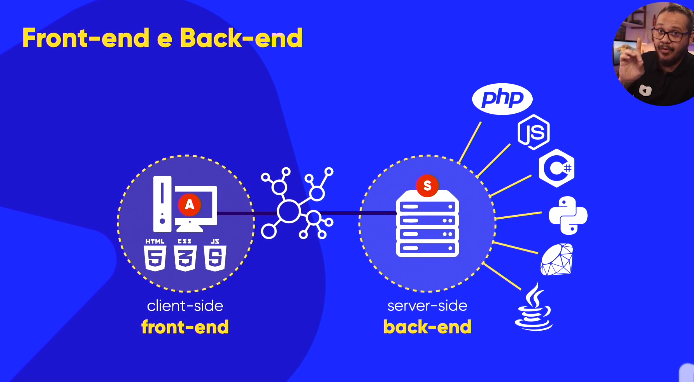 Front-end e Back-end
php
JS
C#
S
A
HTML CSS JS
5 3 5
client-side
front-end
server-side
back-end